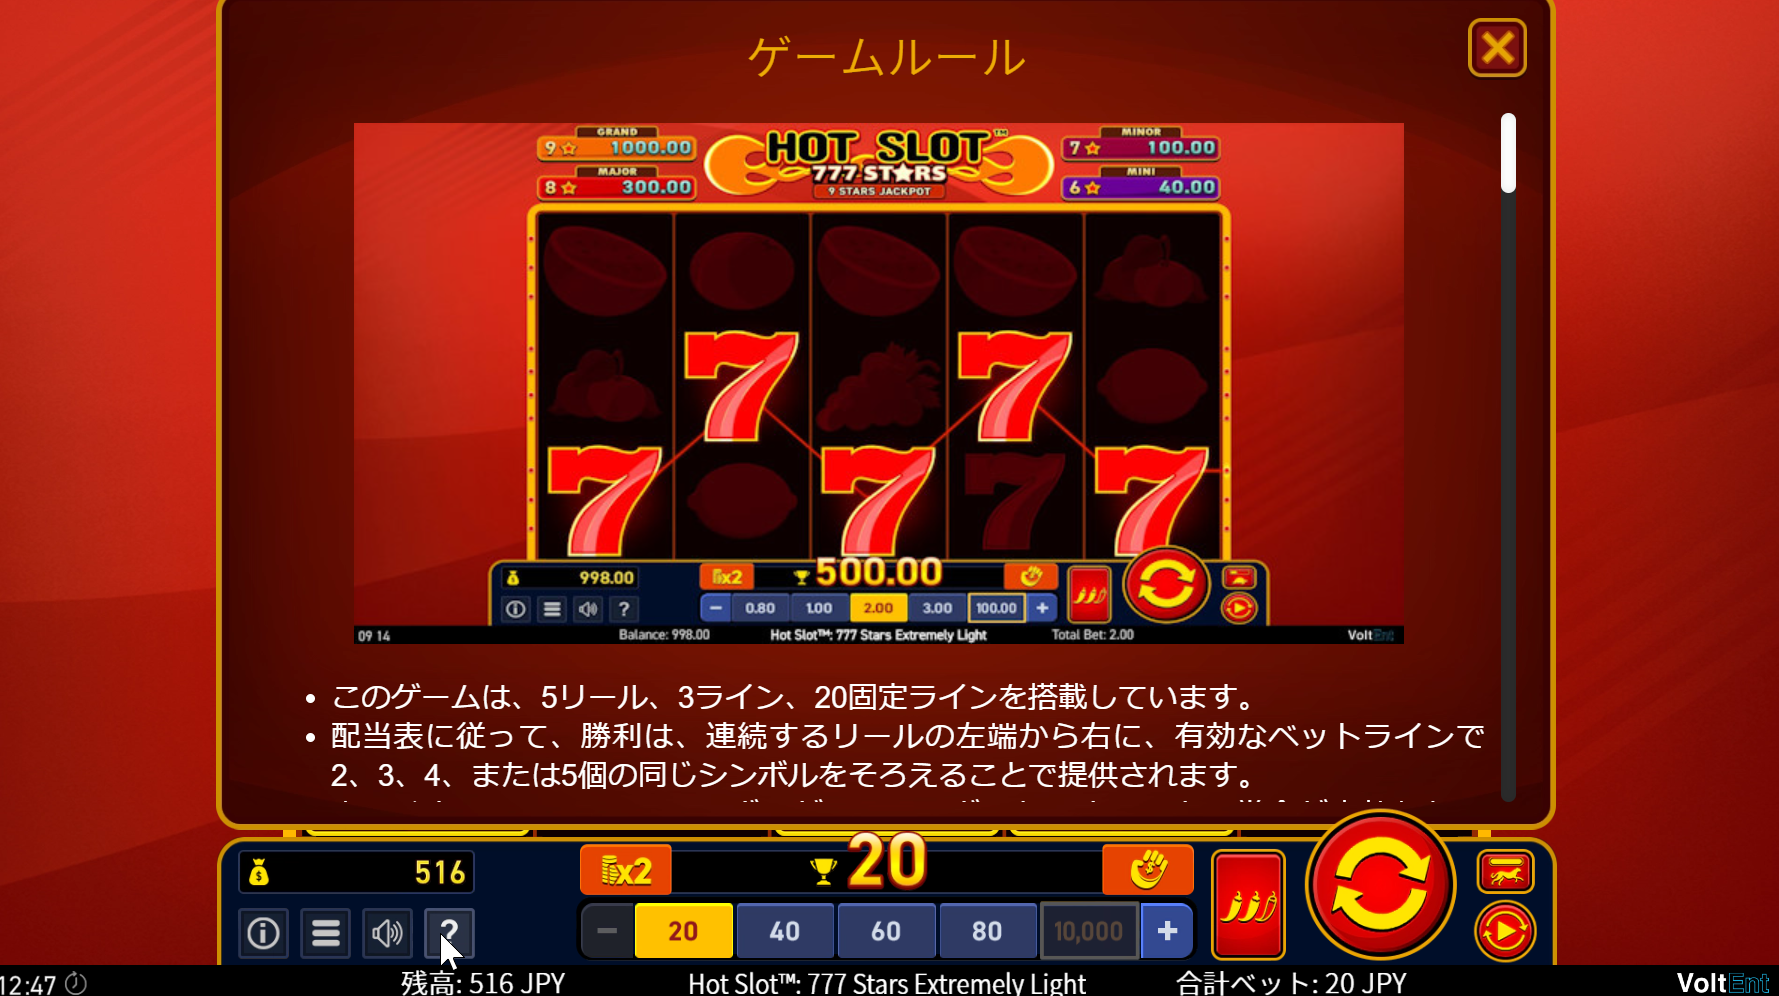 ゲームルール
GRAND
9 1000.00
MAJOR
8 300.00
HOT SLOT™
777 STARS
9 STARS JACKPOT
MINOR
7 100.00
MINI
6 40.00
998.00
x2
500.00
0.80 1.00 2.00 3.00 100.00
09 14
Balance: 998.00
Hot Slot™: 777 Stars Extremely Light
Total Bet: 2.00
VoltEnt
• このゲームは、5リール、3ライン、20固定ラインを搭載しています。
• 配当表に従って、勝利は、連続するリールの左端から右に、有効なベットラインで
2、3、4、または5個の同じシンボルをそろえることで提供されます。
516
x2
20
20 40 60 80 10,000
12:47
残高: 516 JPY
Hot Slot™: 777 Stars Extremely Light
合計ベット: 20 JPY
VoltEnt